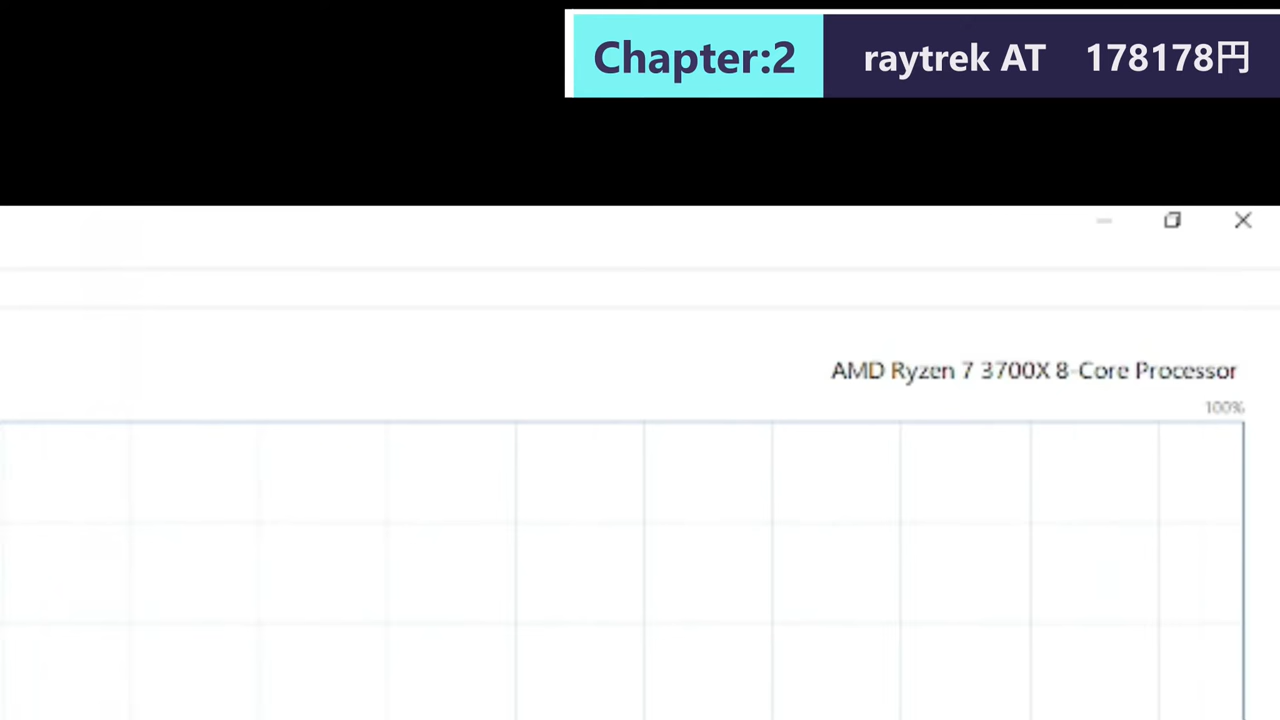 Chapter:2 raytrek AT 178178円
AMD Ryzen 7 3700X 8-Core Processor
100%